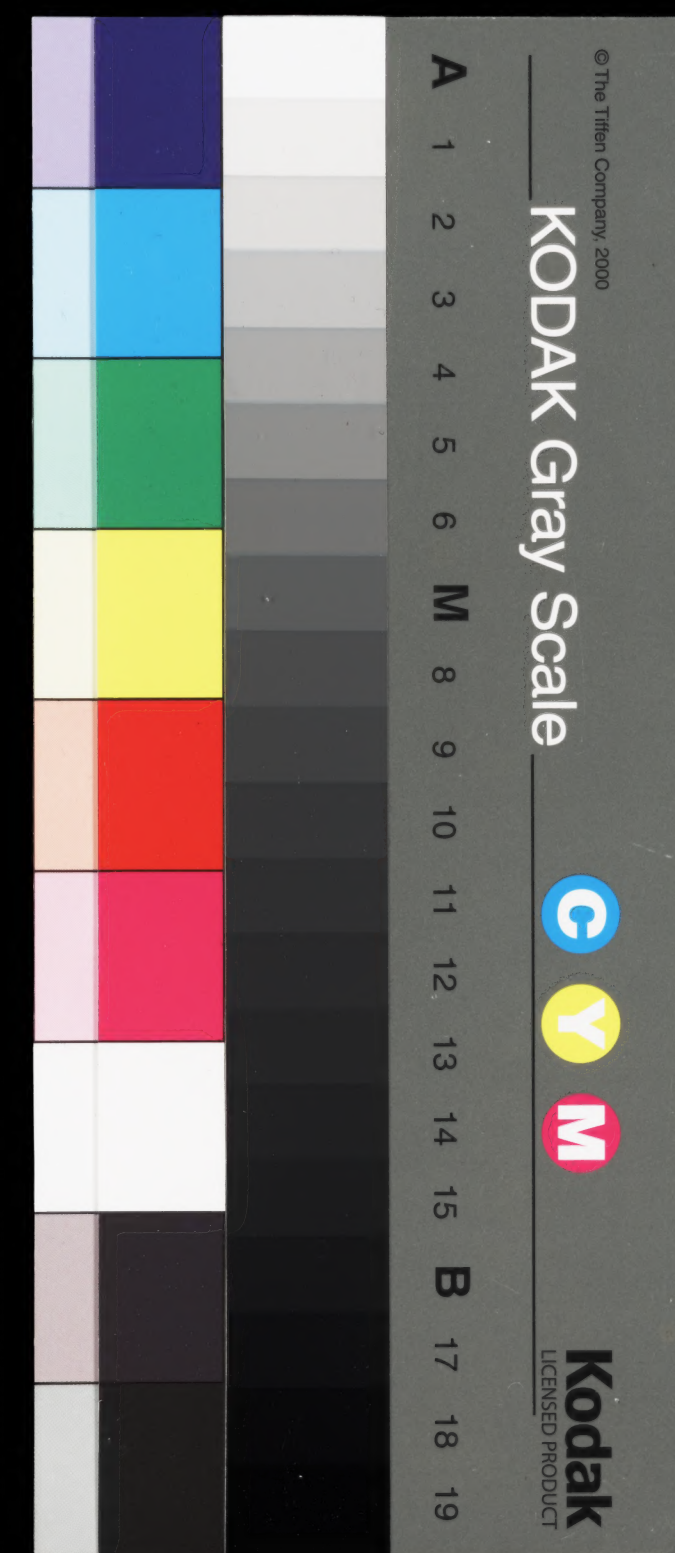 © The Tiffen Company, 2000
KODAK Gray Scale
C Y M
Kodak
LICENSED PRODUCT
A 1 2 3 4 5 6 M 8 9 10 11 12 13 14 15 B 17 18 19